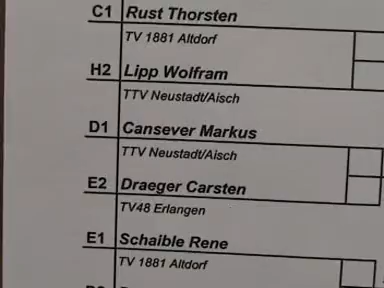 C1 Rust Thorsten
TV 1881 Altdorf
H2 Lipp Wolfram
TTV Neustadt/Aisch
D1 Cansever Markus
TTV Neustadt/Aisch
E2 Draeger Carsten
TV48 Erlangen
E1 Schaible Rene
TV 1881 Altdorf